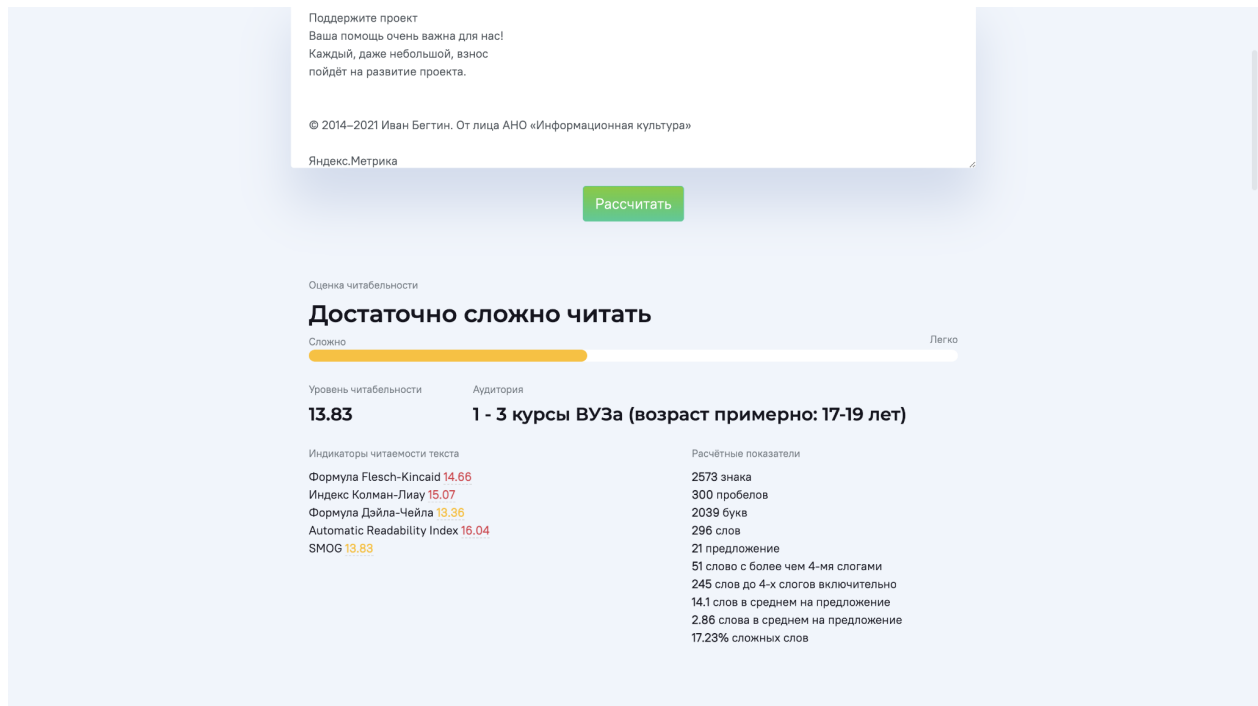 Поддержите проект
Ваша помощь очень важна для нас!
Каждый, даже небольшой, взнос
пойдёт на развитие проекта.
© 2014–2021 Иван Бегтин. От лица АНО «Информационная культура»
Яндекс.Метрика
Рассчитать
Оценка читабельности
Достаточно сложно читать
Сложно
Легко
Уровень читабельности
13.83
Аудитория
1 - 3 курсы ВУЗа (возраст примерно: 17-19 лет)
Индикаторы читаемости текста
Формула Flesch-Kincaid 14.66
Индекс Колман-Лиау 15.07
Формула Дэйла-Чейла 13.36
Automatic Readability Index 16.04
SMOG 13.83
Расчётные показатели
2573 знака
300 пробелов
2039 букв
296 слов
21 предложение
51 слово с более чем 4-мя слогами
245 слов до 4-х слогов включительно
14.1 слов в среднем на предложение
2.86 слова в среднем на предложение
17.23% сложных слов